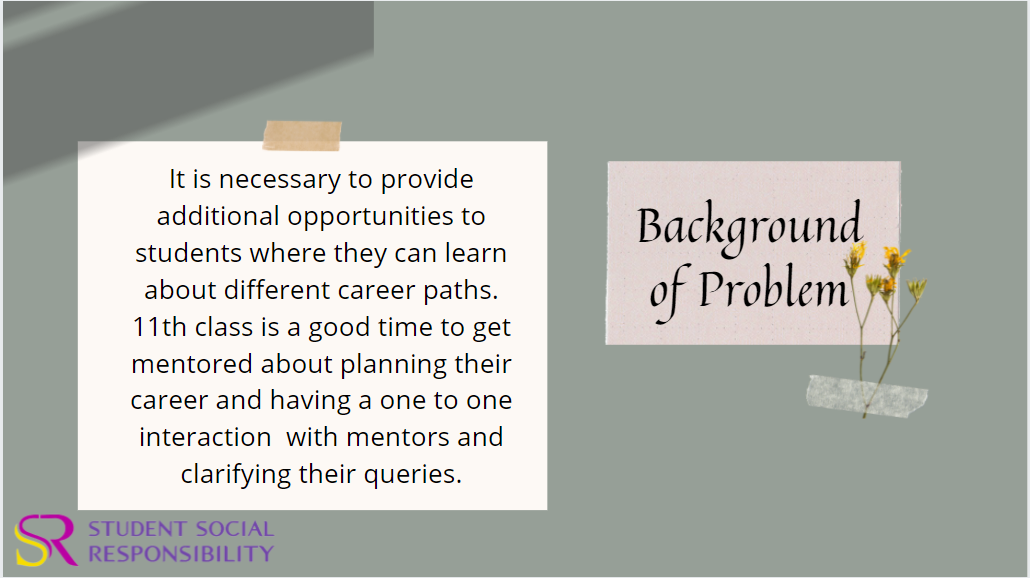 It is necessary to provide
additional opportunities to
students where they can learn
about different career paths.
11th class is a good time to get
mentored about planning their
career and having a one to one
interaction  with mentors and
clarifying their queries.
Background
of Problem
SR
STUDENT SOCIAL
RESPONSIBILITY